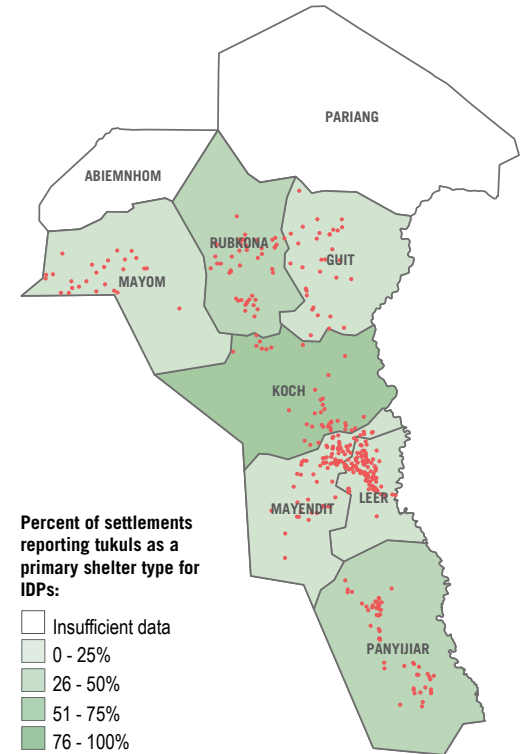 PARIANG
ABIEMNHOM
RUBKONA
GUIT
MAYOM
KOCH
MAYENDIT
LEER
PANYIJIAR
Percent of settlements
reporting tukuls as a
primary shelter type for
IDPs:
Insufficient data
0 - 25%
26 - 50%
51 - 75%
76 - 100%